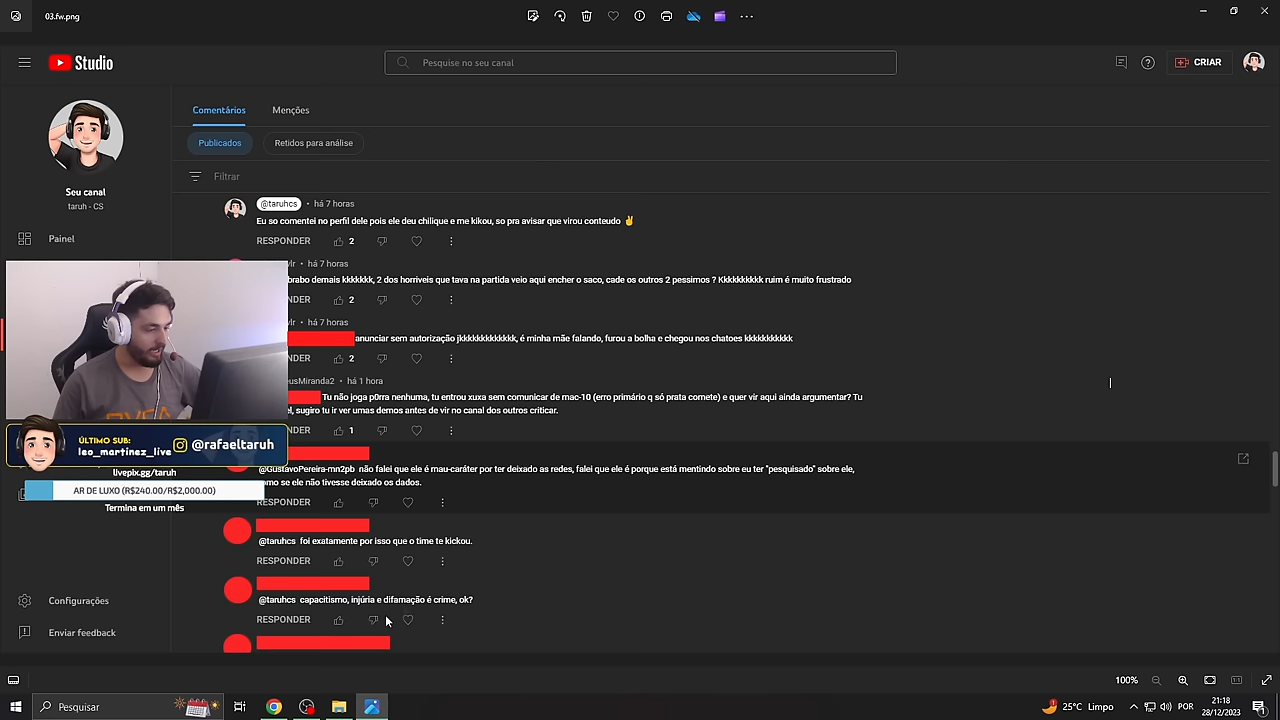 03.fw.png
Studio
Pesquise no seu canal
CRIAR
Comentários
Menções
Publicados
Retidos para análise
Filtrar
Seu canal
taruh - CS
Painel
@taruhcs • há 7 horas
Eu so comentei no perfil dele pois ele deu chilique e me kikou, so pra avisar que virou conteudo ✌
RESPONDER 2
vlr • há 7 horas
brabo demais kkkkkkk, 2 dos horriveis que tava na partida veio aqui encher o saco, cade os outros 2 pessimos ? Kkkkkkkkkk ruim é muito frustrado
NDER 2
vlr • há 7 horas
anunciar sem autorização jkkkkkkkkkkkk, é minha mãe falando, furou a bolha e chegou nos chatoes kkkkkkkkkkk
NDER 2
eusMiranda2 • há 1 hora
Tu não joga p0rra nenhuma, tu entrou xuxa sem comunicar de mac-10 (erro primário q só prata comete) e quer vir aqui ainda argumentar? Tu
el, sugiro tu ir ver umas demos antes de vir no canal dos outros criticar.
NDER 1
@GustavoPereira-mn2pb não falei que ele é mau-caráter por ter deixado as redes, falei que ele é porque está mentindo sobre eu ter "pesquisado" sobre ele,
omo se ele não tivesse deixado os dados.
RESPONDER
@taruhcs foi exatamente por isso que o time te kickou.
RESPONDER
@taruhcs capacitismo, injúria e difamação é crime, ok?
RESPONDER
ÚLTIMO SUB:
leo_martinez_live
@rafaeltaruh
livepix.gg/taruh
AR DE LUXO (R$240.00/R$2,000.00)
Termina em um mês
Configurações
Enviar feedback
100%
Pesquisar
25°C Limpo
POR
21:18
28/12/2023